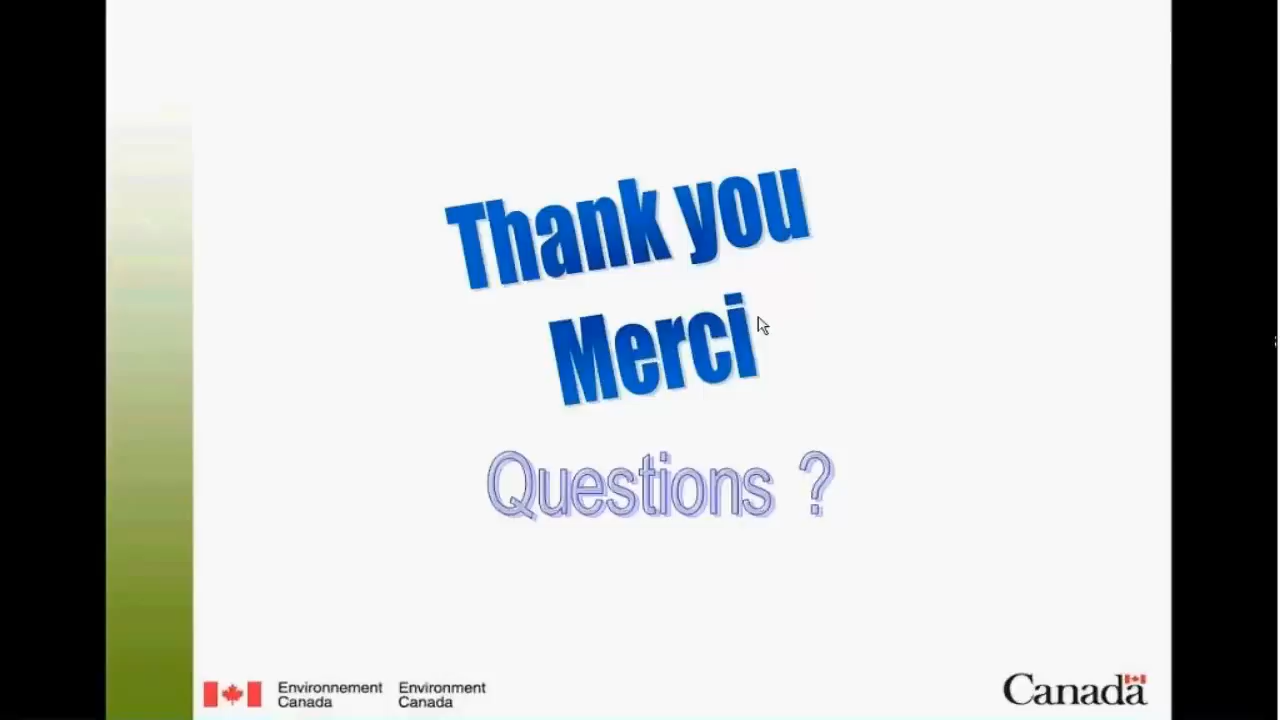 Thank you
Merci
Questions ?
Environnement Canada
Environment Canada
Canada